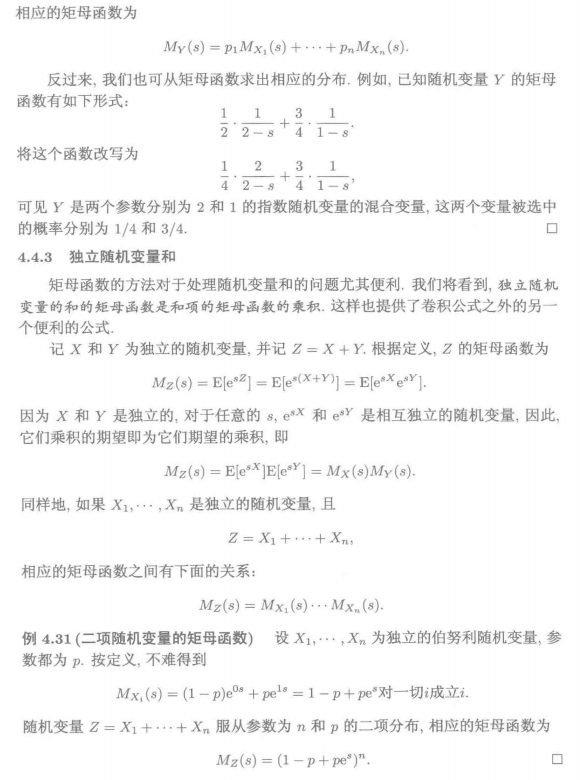 相应的矩母函数为
M_Y(s) = p_1M_{X_1}(s) + ··· + p_nM_{X_n}(s).
反过来, 我们也可从矩母函数求出相应的分布. 例如, 已知随机变量 Y 的矩母
函数有如下形式:
\frac{1}{2} · \frac{1}{2-s} + \frac{3}{4} · \frac{1}{1-s}.
将这个函数改写为
\frac{1}{4} · \frac{2}{2-s} + \frac{3}{4} · \frac{1}{1-s},
可见 Y 是两个参数分别为 2 和 1 的指数随机变量的混合变量, 这两个变量被选中
的概率分别为 1/4 和 3/4. □
4.4.3 独立随机变量和
矩母函数的方法对于处理随机变量和的问题尤其便利. 我们将看到, 独立随机
变量的和的矩母函数是和项的矩母函数的乘积. 这样也提供了卷积公式之外的另一
个便利的公式.
记 X 和 Y 为独立的随机变量, 并记 Z = X + Y. 根据定义, Z 的矩母函数为
M_Z(s) = E[e^{sZ}] = E[e^{s(X+Y)}] = E[e^{sX}e^{sY}].
因为 X 和 Y 是独立的, 对于任意的 s, e^{sX} 和 e^{sY} 是相互独立的随机变量, 因此,
它们乘积的期望即为它们期望的乘积, 即
M_Z(s) = E[e^{sX}]E[e^{sY}] = M_X(s)M_Y(s).
同样地, 如果 X_1, ··· , X_n 是独立的随机变量, 且
Z = X_1 + ··· + X_n,
相应的矩母函数之间有下面的关系:
M_Z(s) = M_{X_1}(s) ··· M_{X_n}(s).
例 4.31 (二项随机变量的矩母函数) 设 X_1, ··· , X_n 为独立的伯努利随机变量, 参
数都为 p. 按定义, 不难得到
M_{X_i}(s) = (1 − p)e^{0s} + pe^{1s} = 1 − p + pe^s对一切i成立i.
随机变量 Z = X_1 + ··· + X_n 服从参数为 n 和 p 的二项分布, 相应的矩母函数为
M_Z(s) = (1 − p + pe^s)^n. □